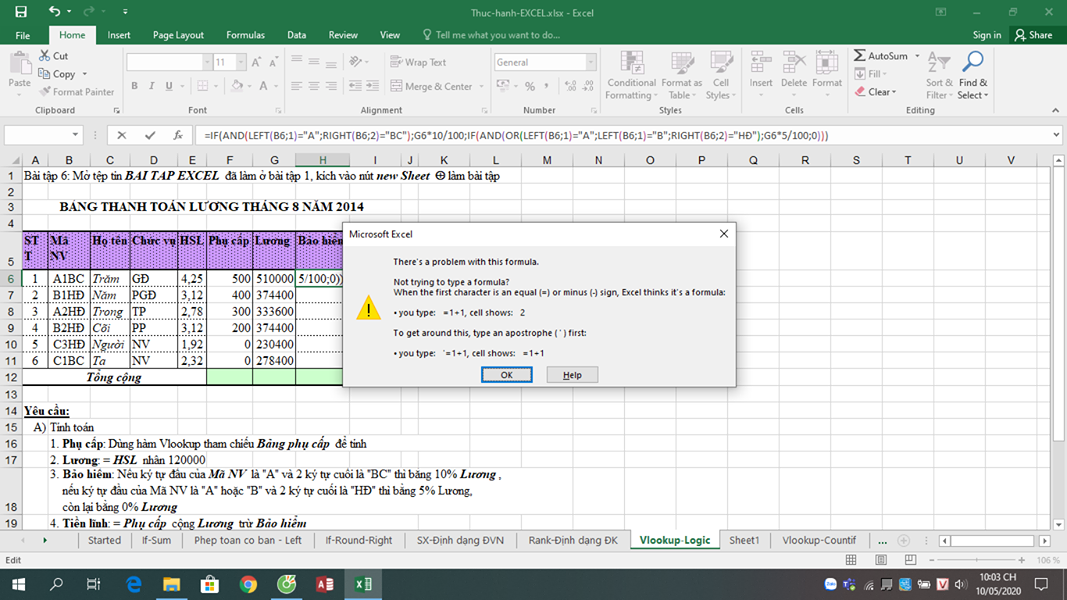 Thuc-hanh-EXCEL.xlsx - Excel
File Home Insert Page Layout Formulas Data Review View Tell me what you want to do... Sign in Share
Paste Cut Copy Format Painter
11 Wrap Text Merge & Center General
Conditional Formatting Format as Table Cell Styles Insert Delete Format
AutoSum Fill Clear Sort & Filter Find & Select
Clipboard Font Alignment Number Styles Cells Editing
=IF(AND(LEFT(B6;1)="A";RIGHT(B6;2)="BC");G6*10/100;IF(AND(OR(LEFT(B6;1)="A";LEFT(B6;1)="B";RIGHT(B6;2)="HĐ");G6*5/100;0)))
A B C D E F G H I J K L M N O P Q R S T U V
1 Bài tập 6: Mở tệp tin BAI TAP EXCEL đã làm ở bài tập 1, kích vào nút new Sheet ⊕ làm bài tập
2
3 BẢNG THANH TOÁN LƯƠNG THÁNG 8 NĂM 2014
4
5 STT Mã NV Họ tên Chức vụ HSL Phụ cấp Lương Bảo hiểm
6 1 A1BC Trăm GĐ 4,25 500 510000 5/100;0))
7 2 B1HĐ Năm PGĐ 3,12 400 374400
8 3 A2HĐ Trong TP 2,78 300 333600
9 4 B2HĐ Cõi PP 3,12 200 374400
10 5 C3HĐ Người NV 1,92 0 230400
11 6 C1BC Ta NV 2,32 0 278400
12 Tổng cộng
13
Microsoft Excel
There's a problem with this formula.
Not trying to type a formula?
When the first character is an equal (=) or minus (-) sign, Excel thinks it's a formula:
• you type: =1+1, cell shows: 2
To get around this, type an apostrophe ( ' ) first:
• you type: '=1+1, cell shows: =1+1
OK Help
14 Yêu cầu:
15 A) Tính toán
16 1. Phụ cấp: Dùng hàm Vlookup tham chiếu Bảng phụ cấp để tính
17 2. Lương: = HSL nhân 120000
3. Bảo hiểm: Nếu ký tự đầu của Mã NV là "A" và 2 ký tự cuối là "BC" thì bằng 10% Lương ,
nếu ký tự đầu của Mã NV là "A" hoặc "B" và 2 ký tự cuối là "HĐ" thì bằng 5% Lương,
18 còn lại bằng 0% Lương
19 4. Tiền lĩnh: = Phụ cấp cộng Lương trừ Bảo hiểm
Started If-Sum Phep toan co ban - Left If-Round-Right SX-Định dạng ĐVN Rank-Định dạng ĐK Vlookup-Logic Sheet1 Vlookup-Countif ...
Edit 106 %
10:03 CH
10/05/2020